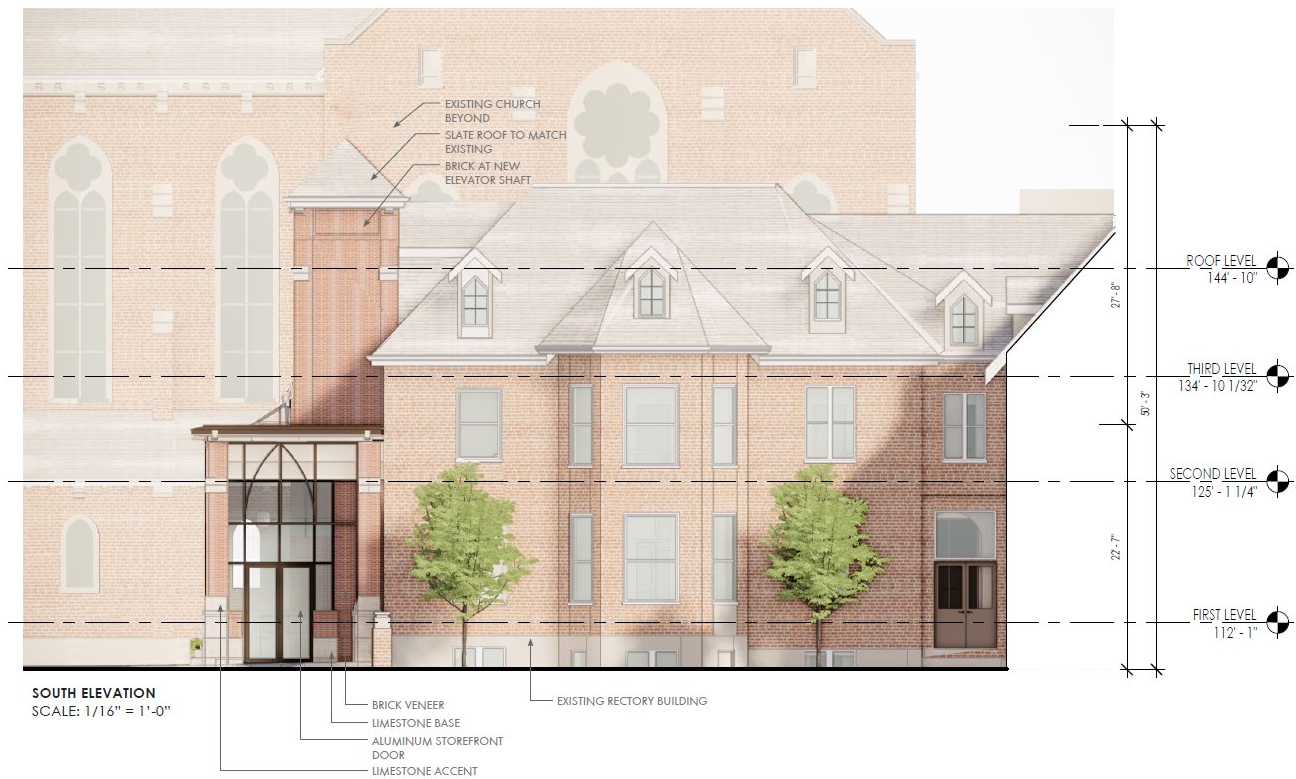 EXISTING CHURCH
BEYOND
SLATE ROOF TO MATCH
EXISTING
BRICK AT NEW
ELEVATOR SHAFT
ROOF LEVEL
144' - 10"
27' - 8"
THIRD LEVEL
134' - 10 1/32"
50' - 3"
SECOND LEVEL
125' - 1 1/4"
22' - 7"
FIRST LEVEL
112' - 1"
SOUTH ELEVATION
SCALE: 1/16” = 1’-0”
EXISTING RECTORY BUILDING
BRICK VENEER
LIMESTONE BASE
ALUMINUM STOREFRONT
DOOR
LIMESTONE ACCENT